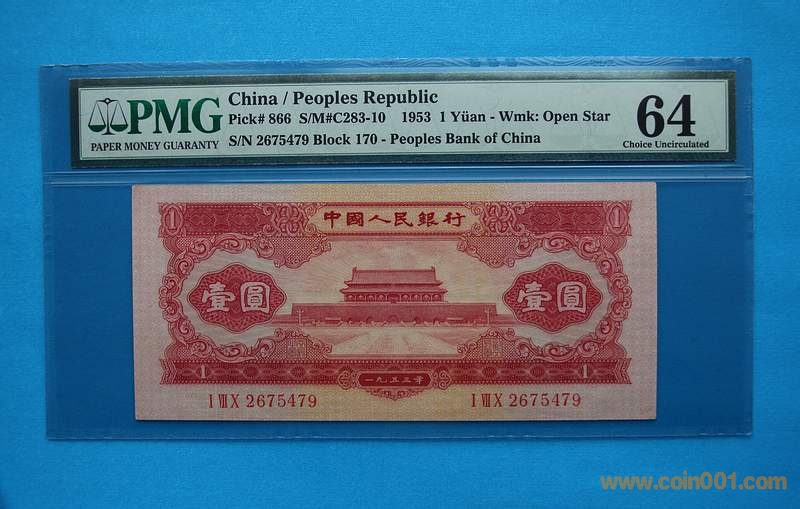 PMG
PAPER MONEY GUARANTY
China / Peoples Republic
Pick# 866 S/M#C283-10 1953 1 Yüan - Wmk: Open Star
S/N 2675479 Block 170 - Peoples Bank of China
64
Choice Uncirculated
1
中國人民銀行
1
壹圓
壹圓
1
一九五三年
1
I VII X 2675479
I VII X 2675479
www.coin001.com